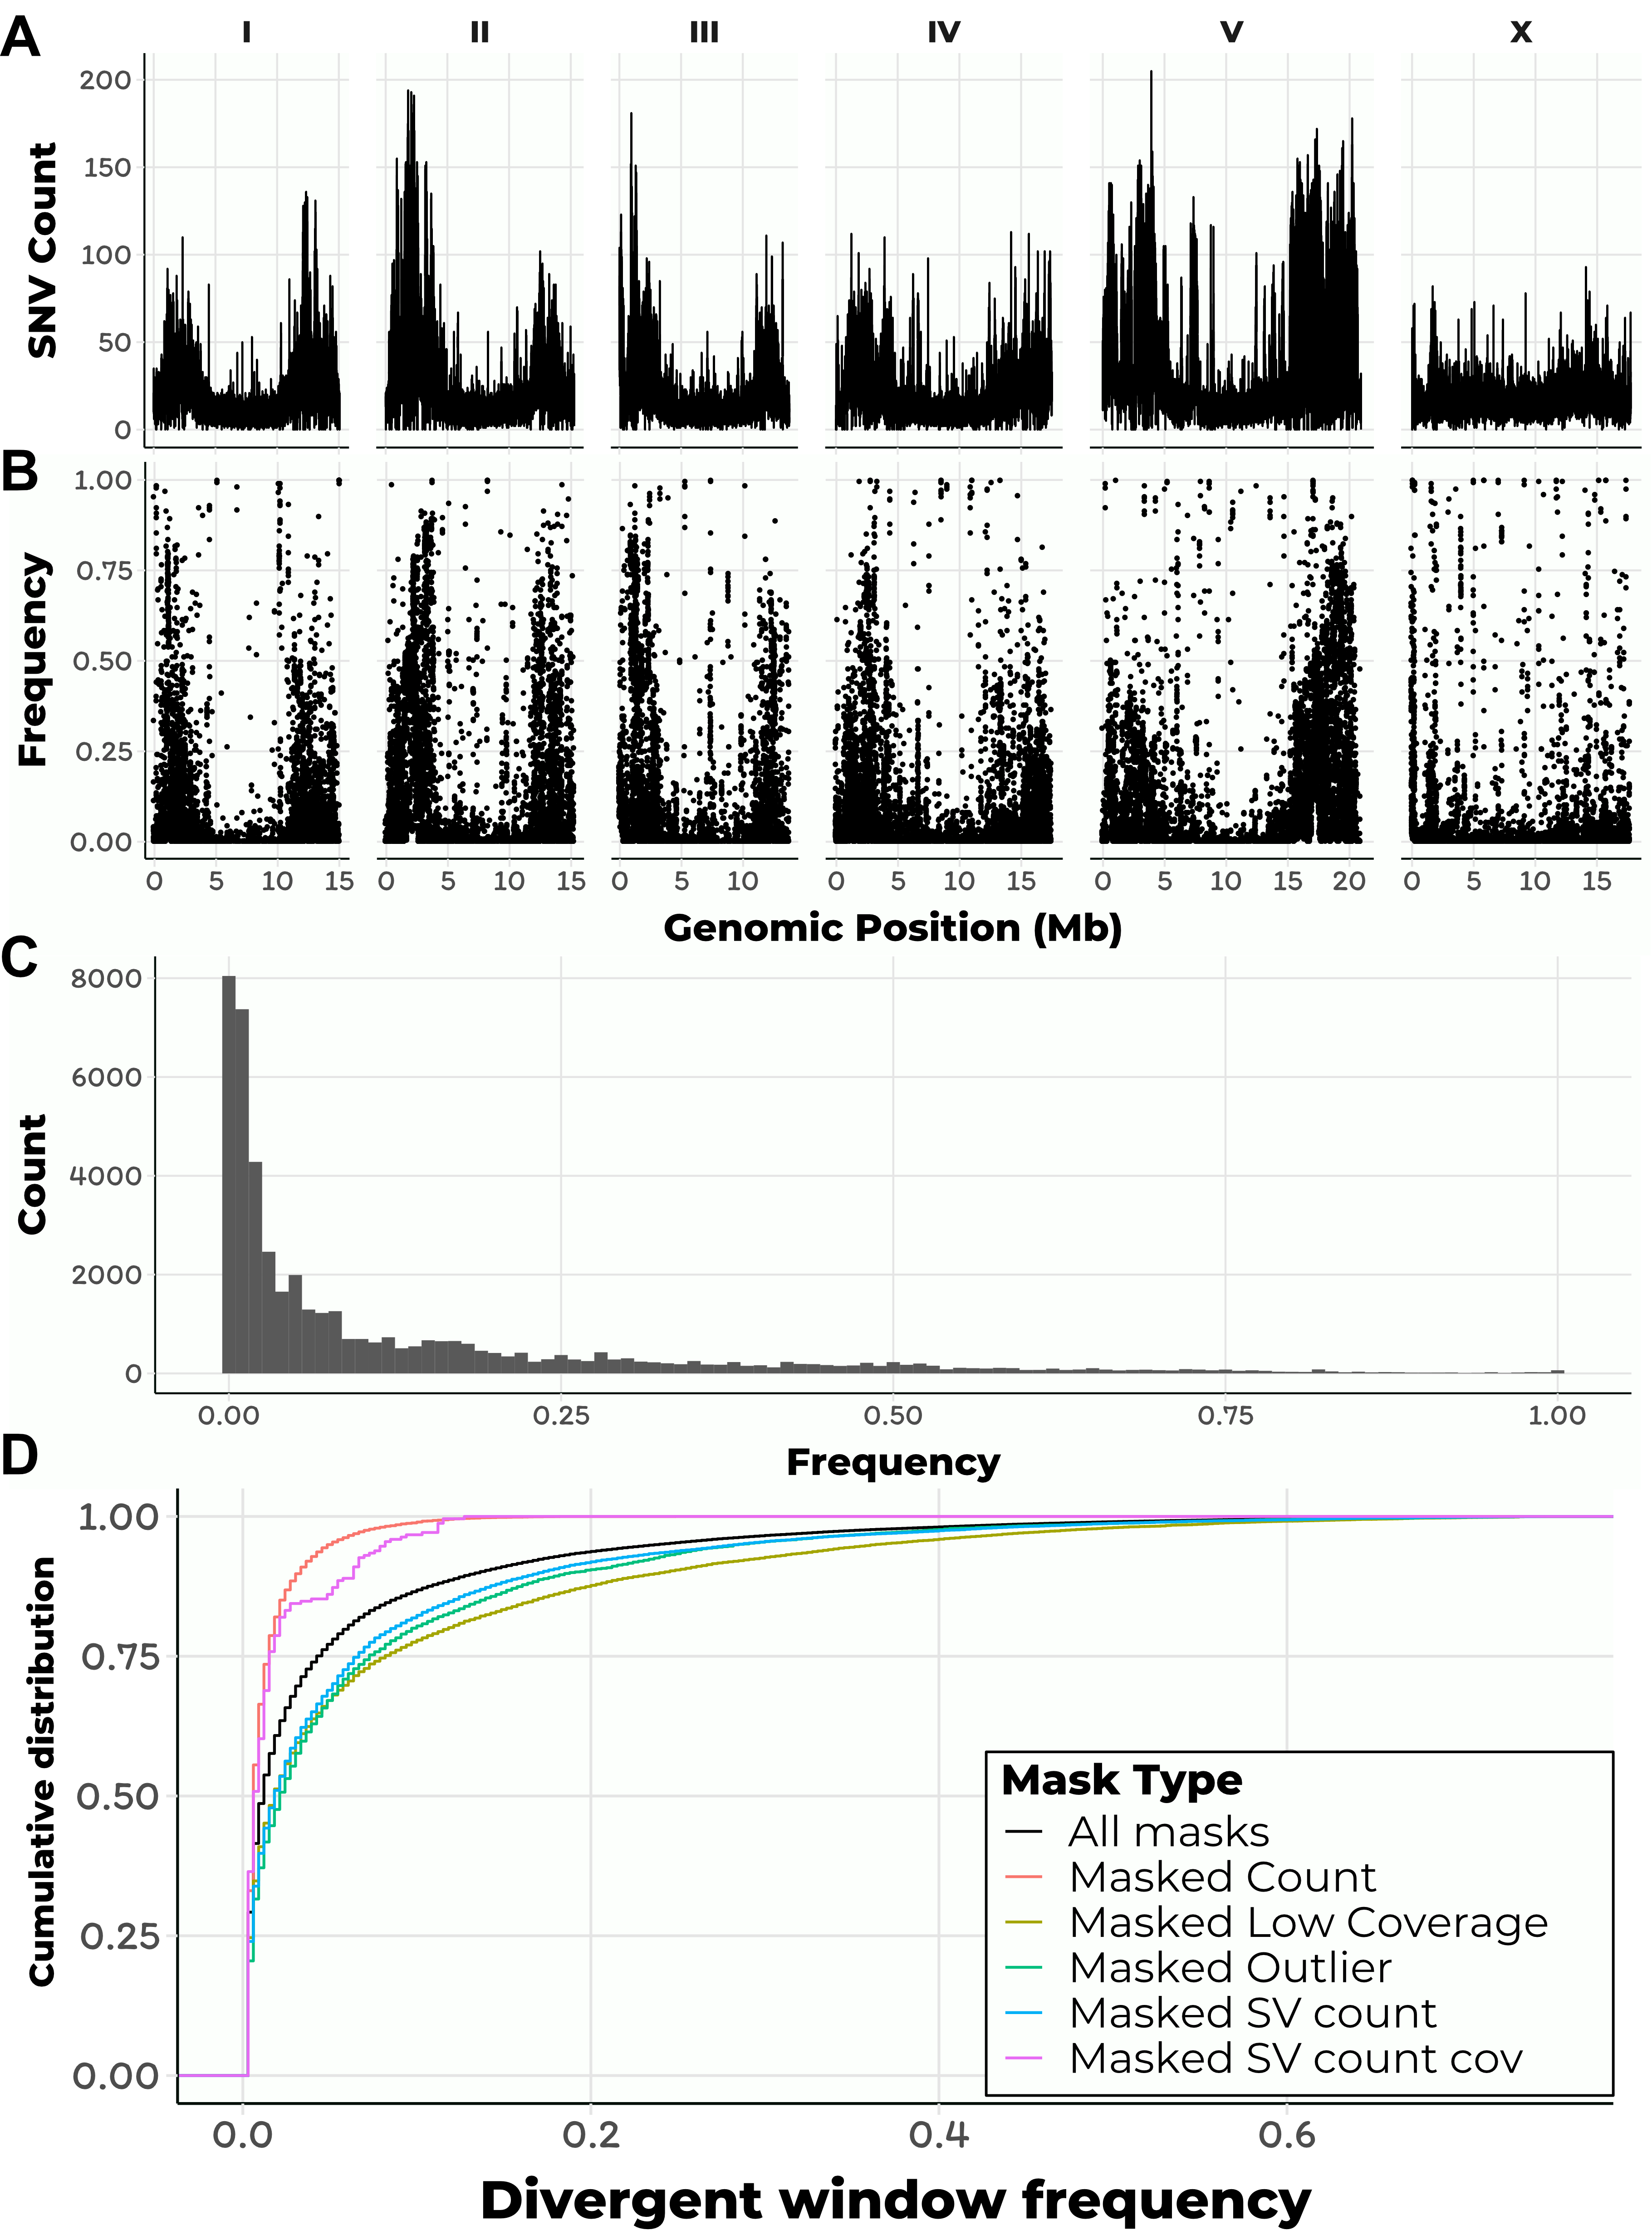 A
I II III IV V X
SNV Count
200
150
100
50
0
B
Frequency
1.00
0.75
0.50
0.25
0.00
0 5 10 15 0 5 10 15 0 5 10 0 5 10 15 0 5 10 15 20 0 5 10 15
Genomic Position (Mb)
C
Count
8000
6000
4000
2000
0
0.00 0.25 0.50 0.75 1.00
Frequency
D
Cumulative distribution
1.00
0.75
0.50
0.25
0.00
Mask Type
All masks
Masked Count
Masked Low Coverage
Masked Outlier
Masked SV count
Masked SV count cov
0.0 0.2 0.4 0.6
Divergent window frequency